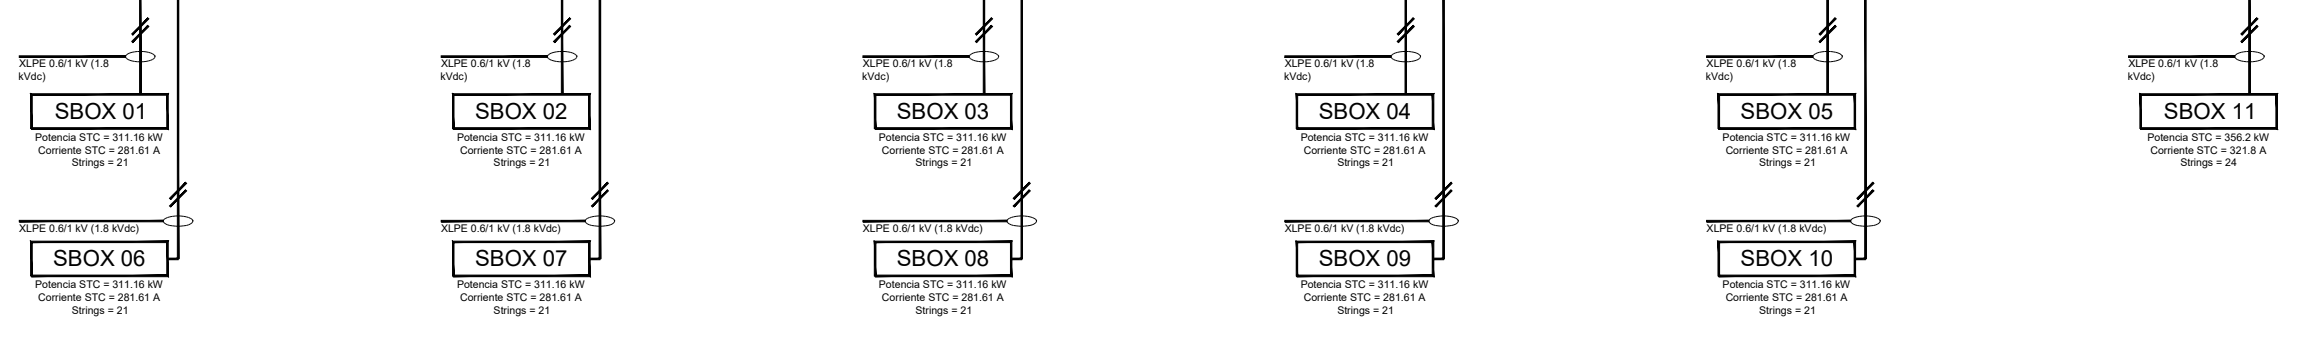 XLPE 0.6/1 kV (1.8
kVdc)
SBOX 01
Potencia STC = 311.16 kW
Corriente STC = 281.61 A
Strings = 21
XLPE 0.6/1 kV (1.8 kVdc)
SBOX 06
Potencia STC = 311.16 kW
Corriente STC = 281.61 A
Strings = 21
XLPE 0.6/1 kV (1.8
kVdc)
SBOX 02
Potencia STC = 311.16 kW
Corriente STC = 281.61 A
Strings = 21
XLPE 0.6/1 kV (1.8 kVdc)
SBOX 07
Potencia STC = 311.16 kW
Corriente STC = 281.61 A
Strings = 21
XLPE 0.6/1 kV (1.8
kVdc)
SBOX 03
Potencia STC = 311.16 kW
Corriente STC = 281.61 A
Strings = 21
XLPE 0.6/1 kV (1.8 kVdc)
SBOX 08
Potencia STC = 311.16 kW
Corriente STC = 281.61 A
Strings = 21
XLPE 0.6/1 kV (1.8
kVdc)
SBOX 04
Potencia STC = 311.16 kW
Corriente STC = 281.61 A
Strings = 21
XLPE 0.6/1 kV (1.8 kVdc)
SBOX 09
Potencia STC = 311.16 kW
Corriente STC = 281.61 A
Strings = 21
XLPE 0.6/1 kV (1.8
kVdc)
SBOX 05
Potencia STC = 311.16 kW
Corriente STC = 281.61 A
Strings = 21
XLPE 0.6/1 kV (1.8 kVdc)
SBOX 10
Potencia STC = 311.16 kW
Corriente STC = 281.61 A
Strings = 21
XLPE 0.6/1 kV (1.8
kVdc)
SBOX 11
Potencia STC = 356.2 kW
Corriente STC = 321.8 A
Strings = 24